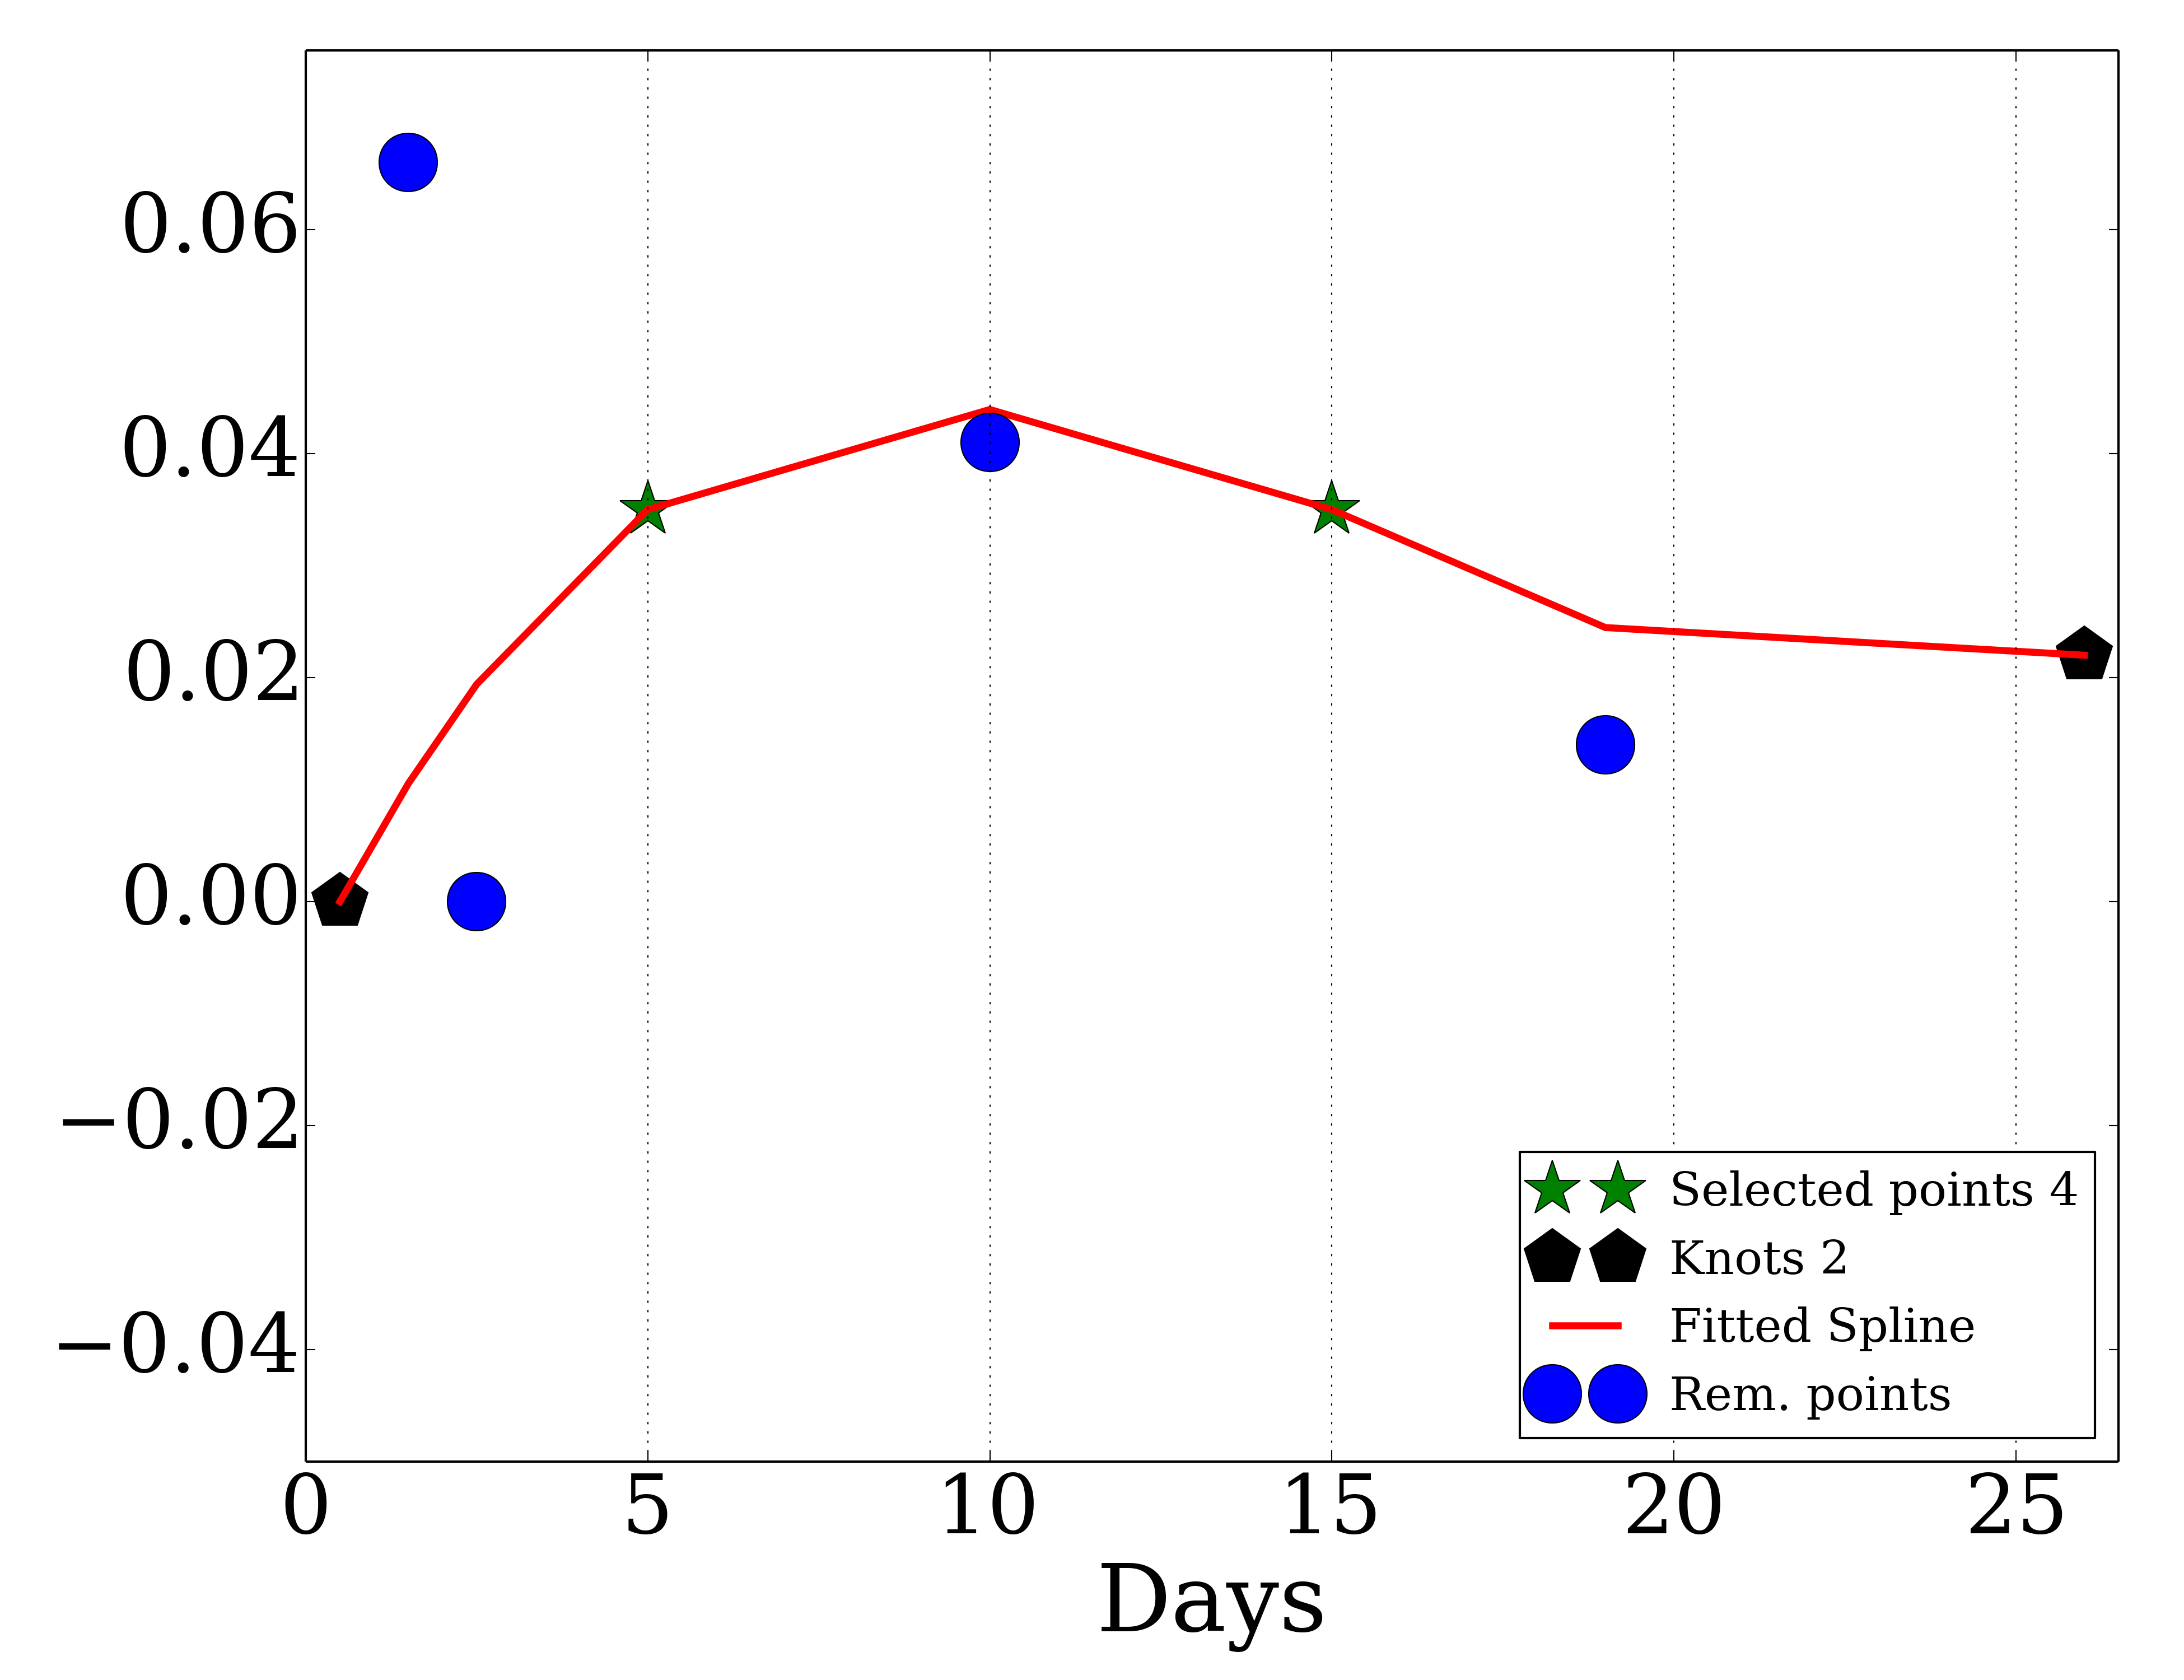 0.06
0.04
0.02
0.00
−0.02
−0.04
Selected points 4
Knots 2
Fitted Spline
Rem. points
0 5 10 15 20 25
Days